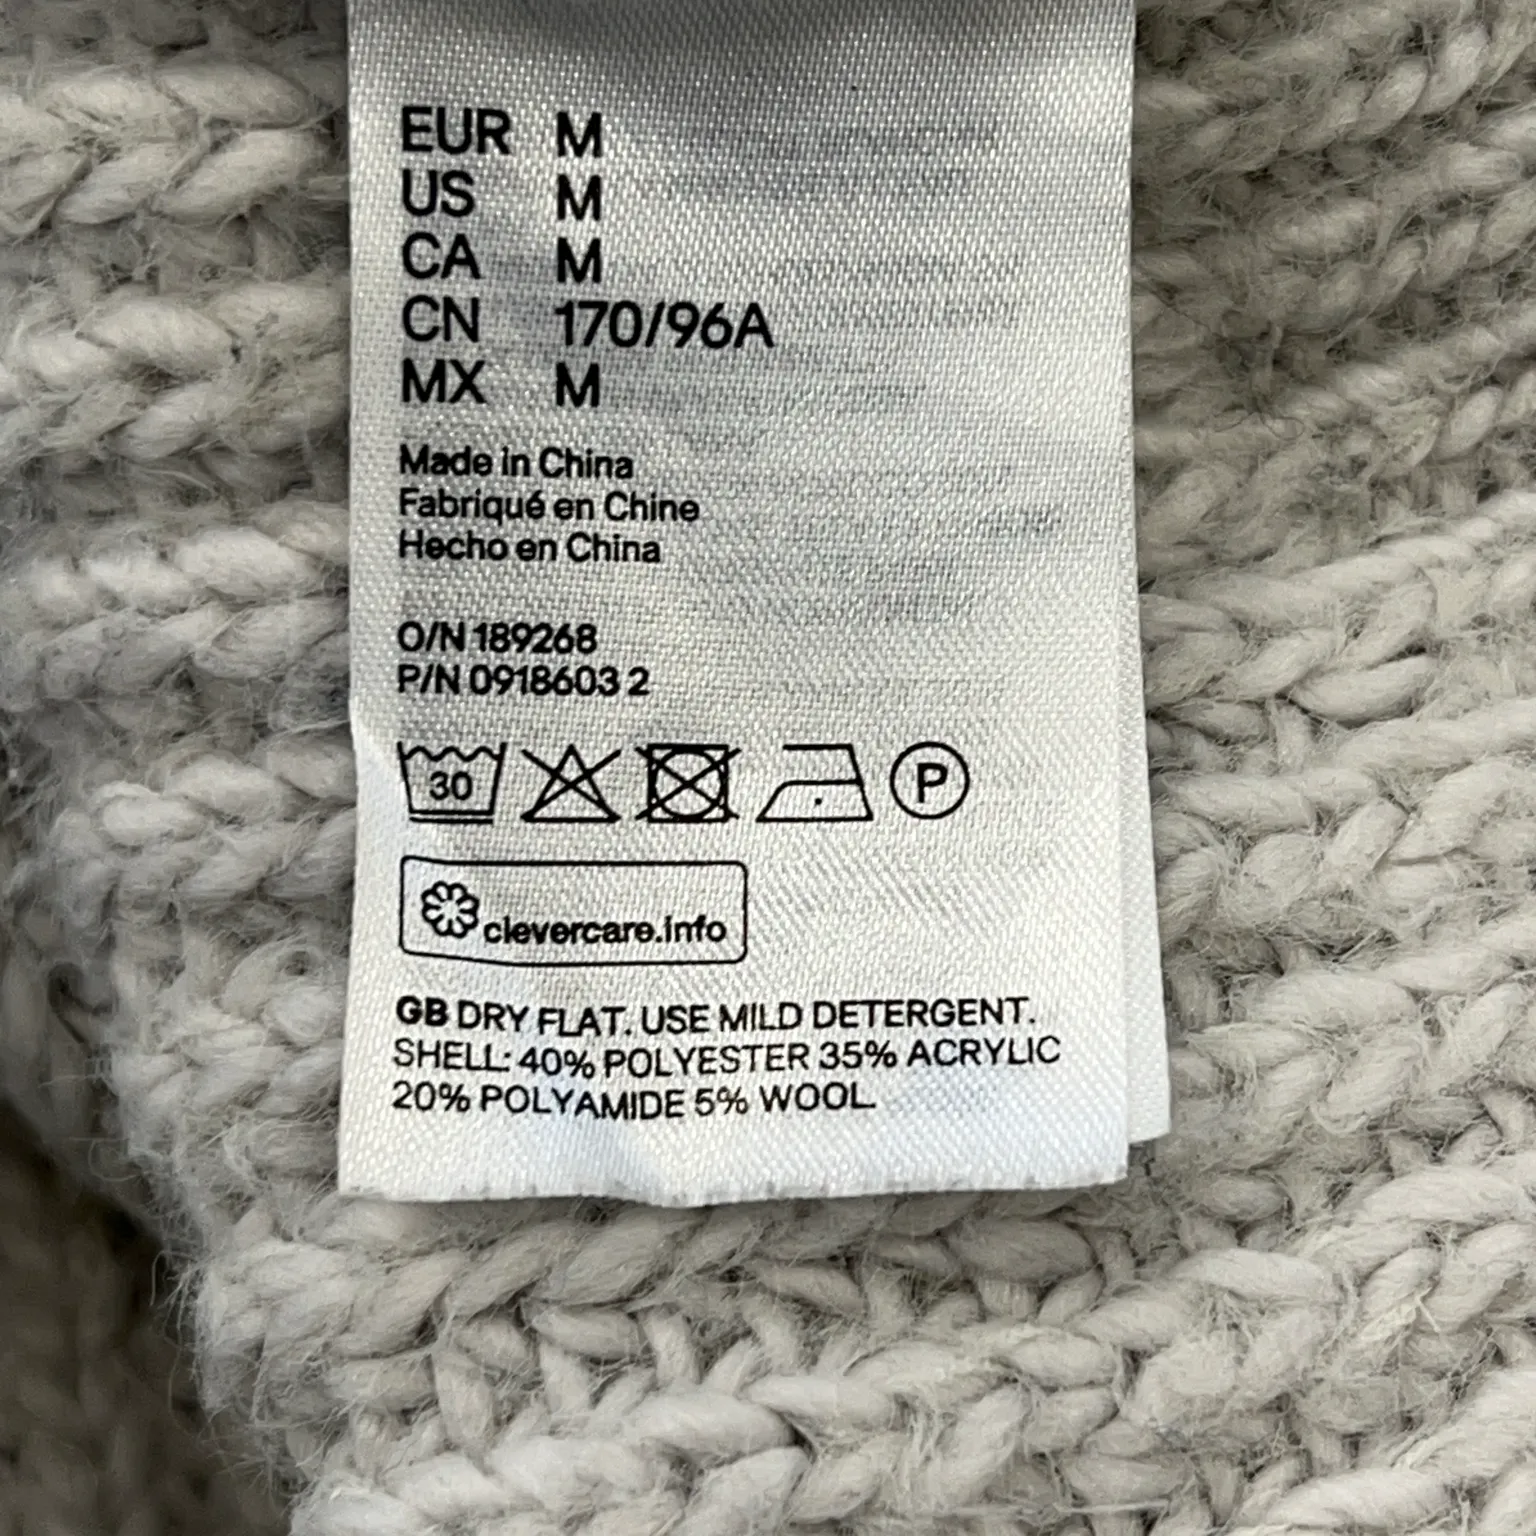 EUR M
US M
CA M
CN 170/96A
MX M
Made in China
Fabriqué en Chine
Hecho en China
O/N 189268
P/N 0918603 2
30
P
clevercare.info
GB DRY FLAT. USE MILD DETERGENT.
SHELL: 40% POLYESTER 35% ACRYLIC
20% POLYAMIDE 5% WOOL